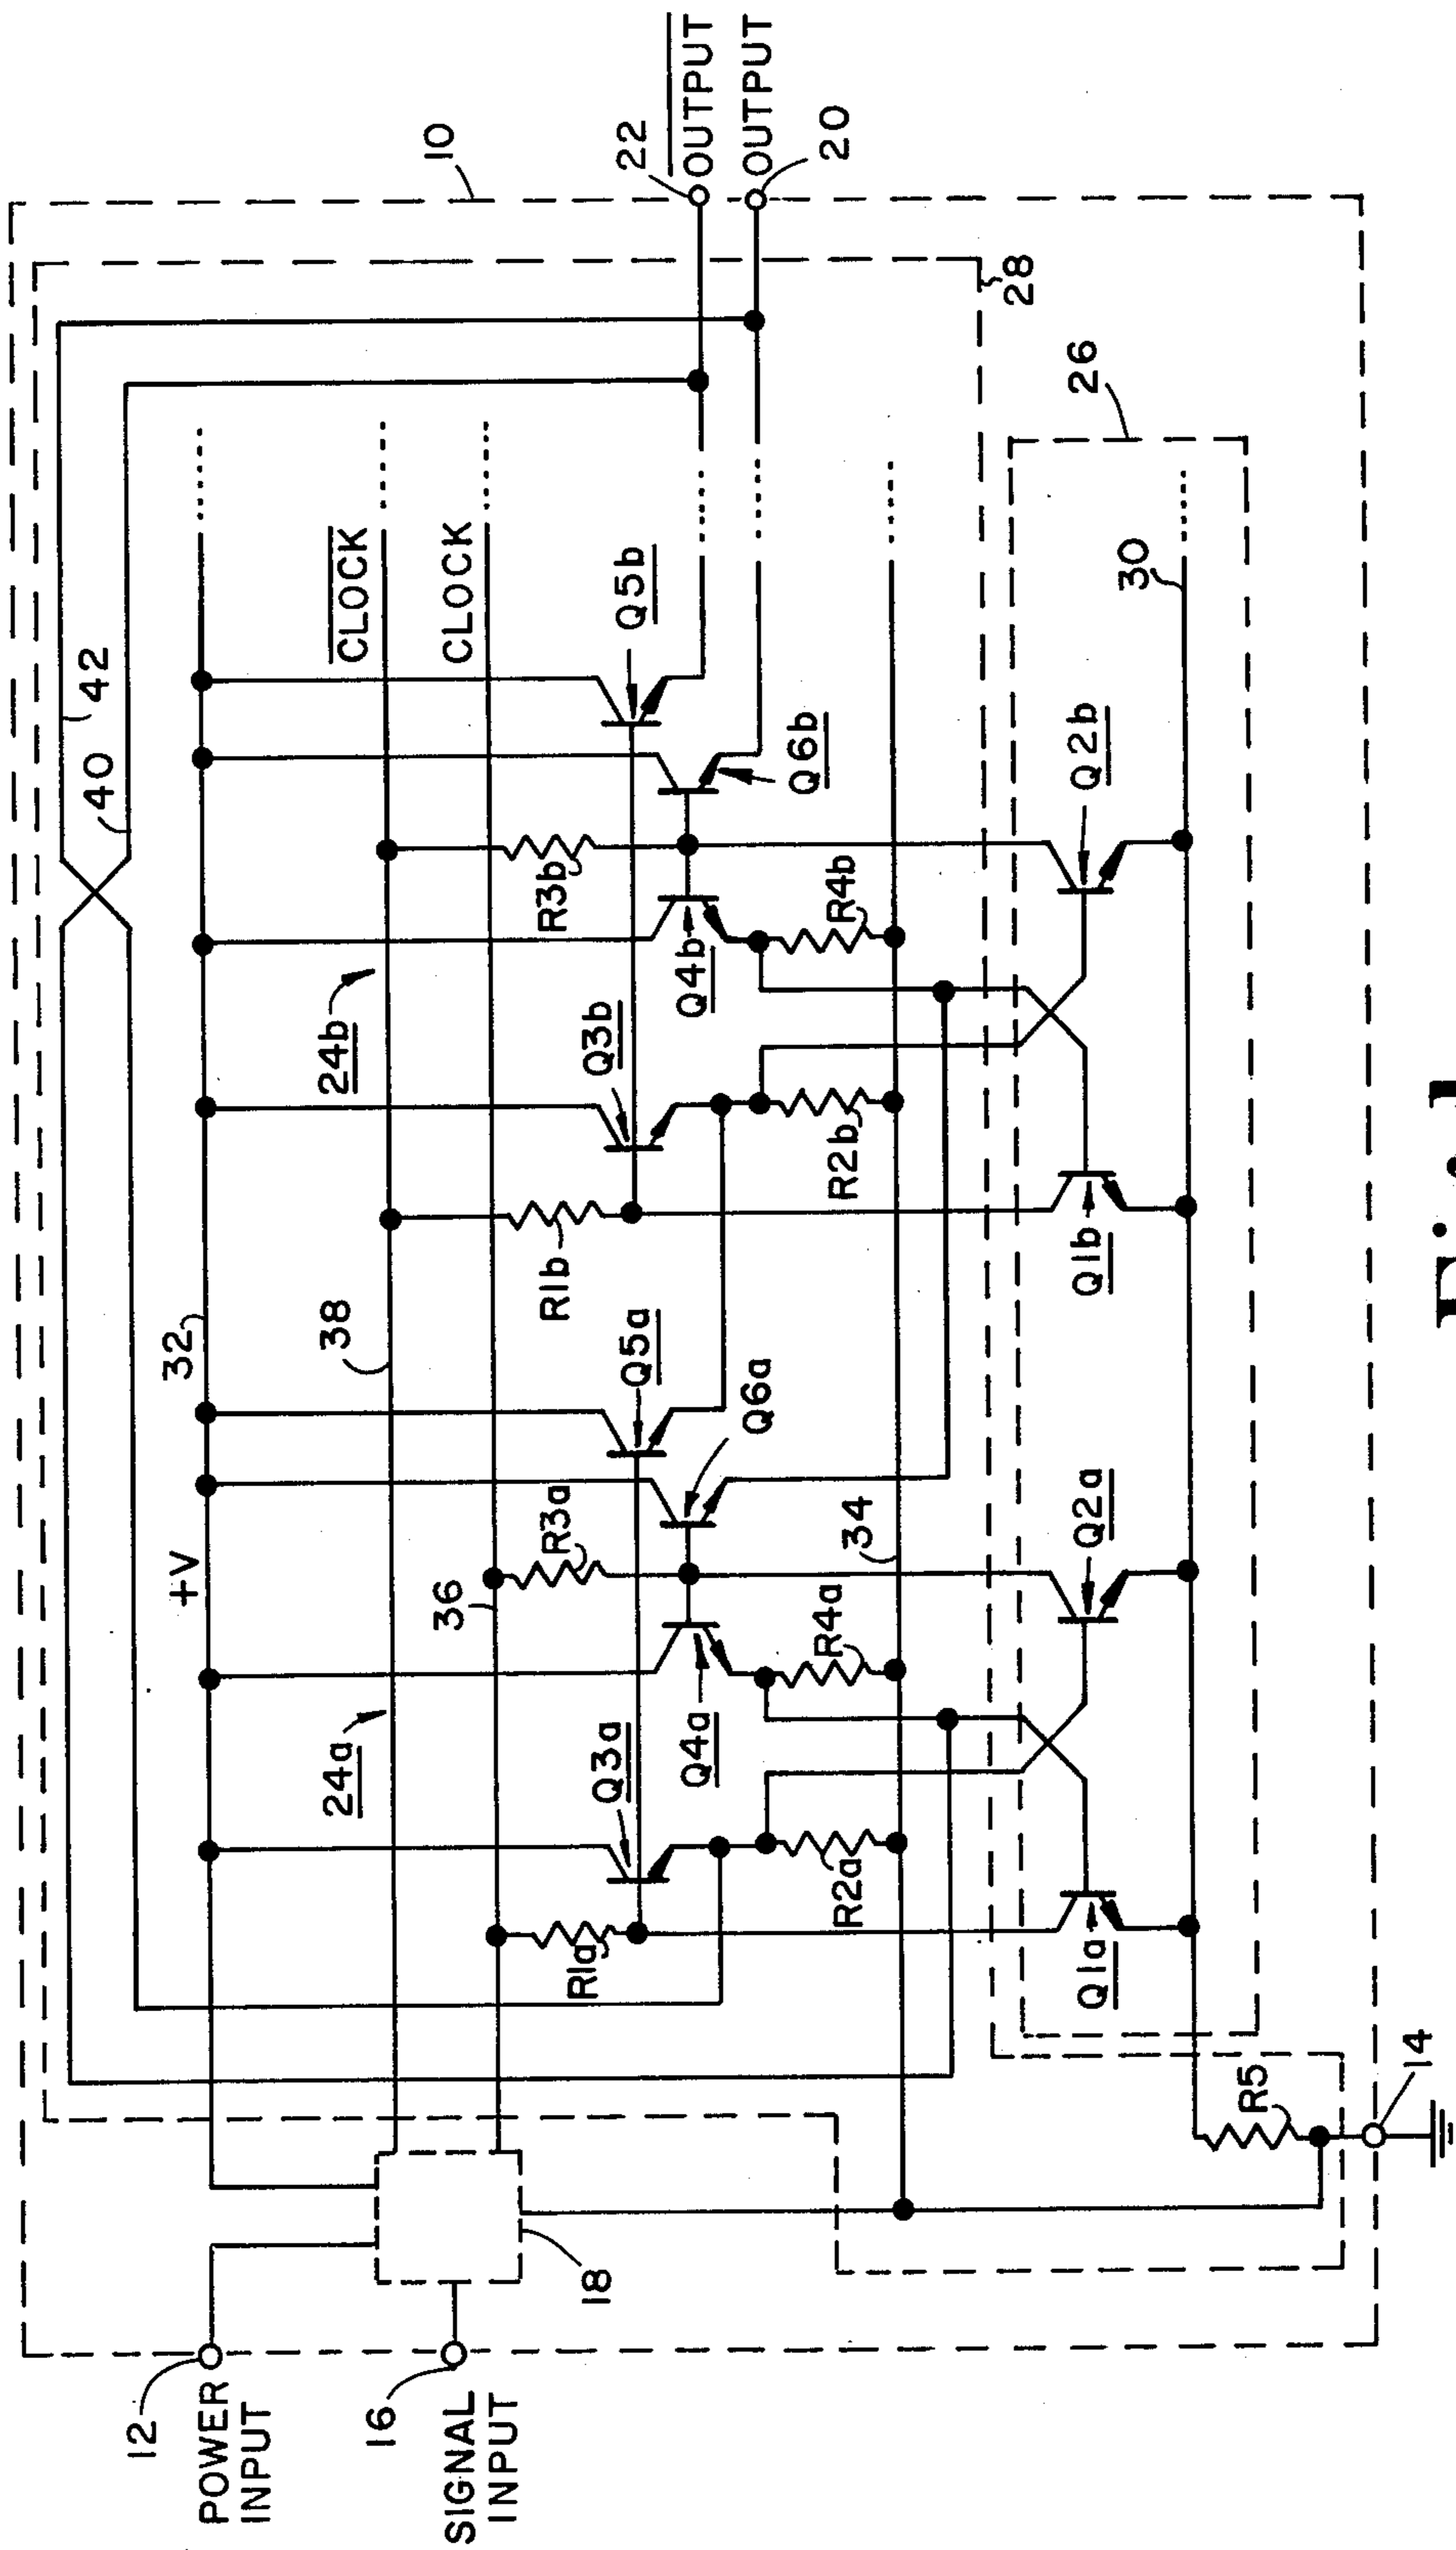 10
22
OUTPUT
OUTPUT
20
28
42
40
CLOCK
CLOCK
Q5b
Q6b
26
30
Q2b
R3b
R4b
Q4b
24b
Q3b
R2b
R1b
Q1b
32
38
Q5a
Q6a
+V
36
R3a
34
Q2a
R4a
24a
Q3a
Q4a
R2a
R1a
Q1a
R5
14
18
12
POWER
INPUT
16
SIGNAL
INPUT